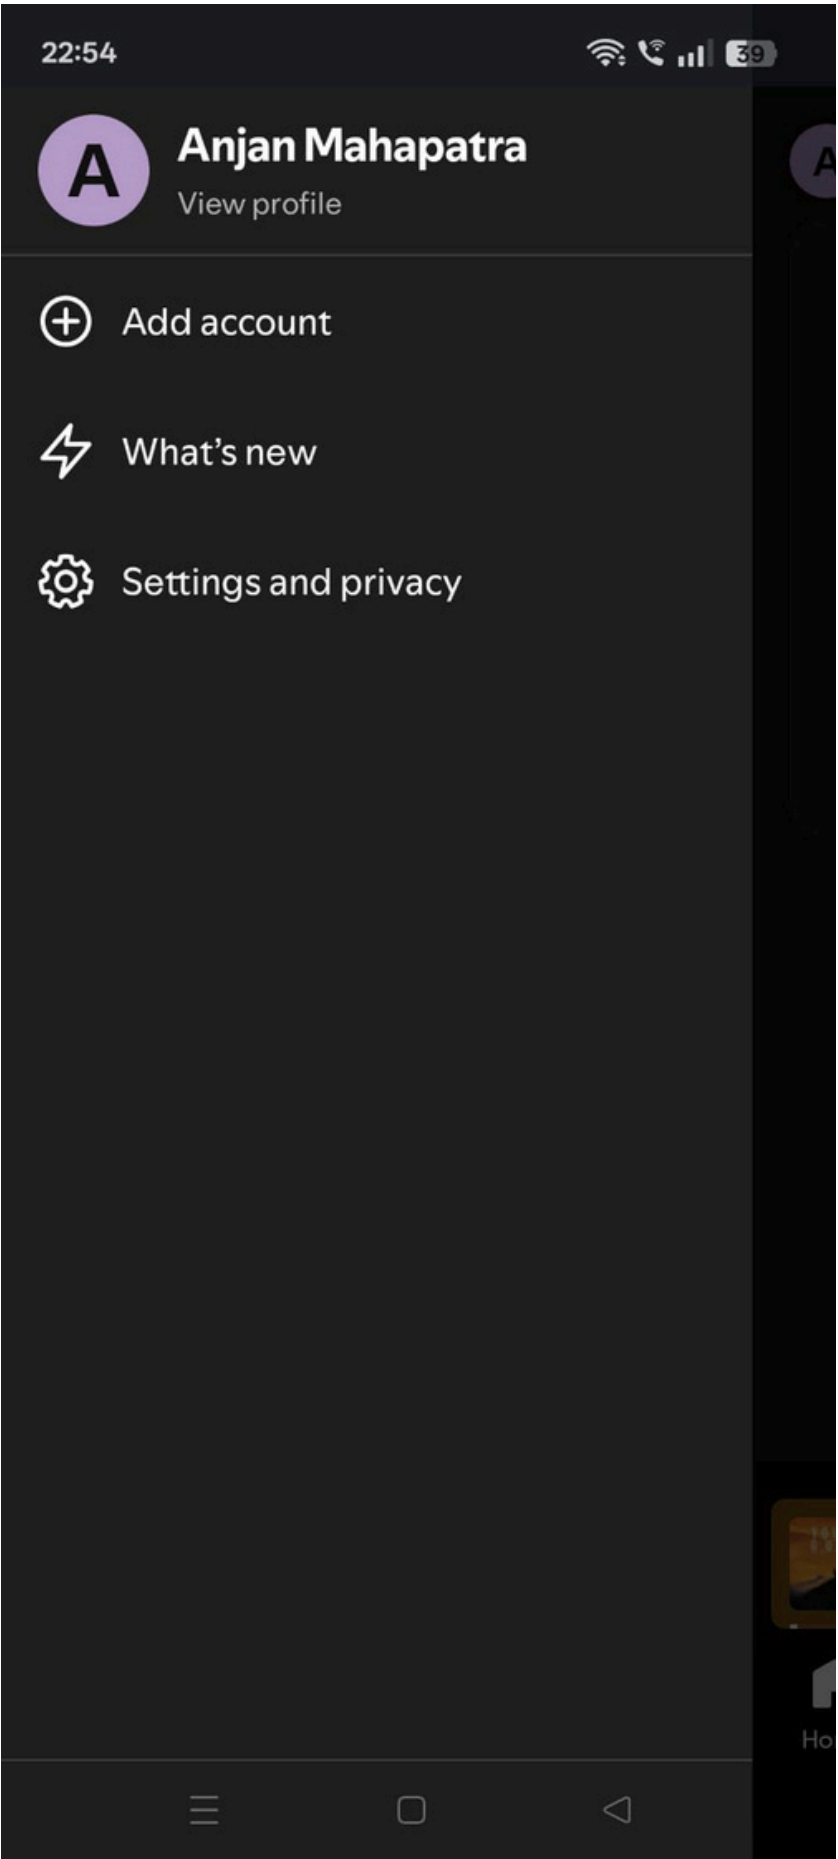 22:54
39
A
Anjan Mahapatra
View profile
A
Add account
What's new
Settings and privacy